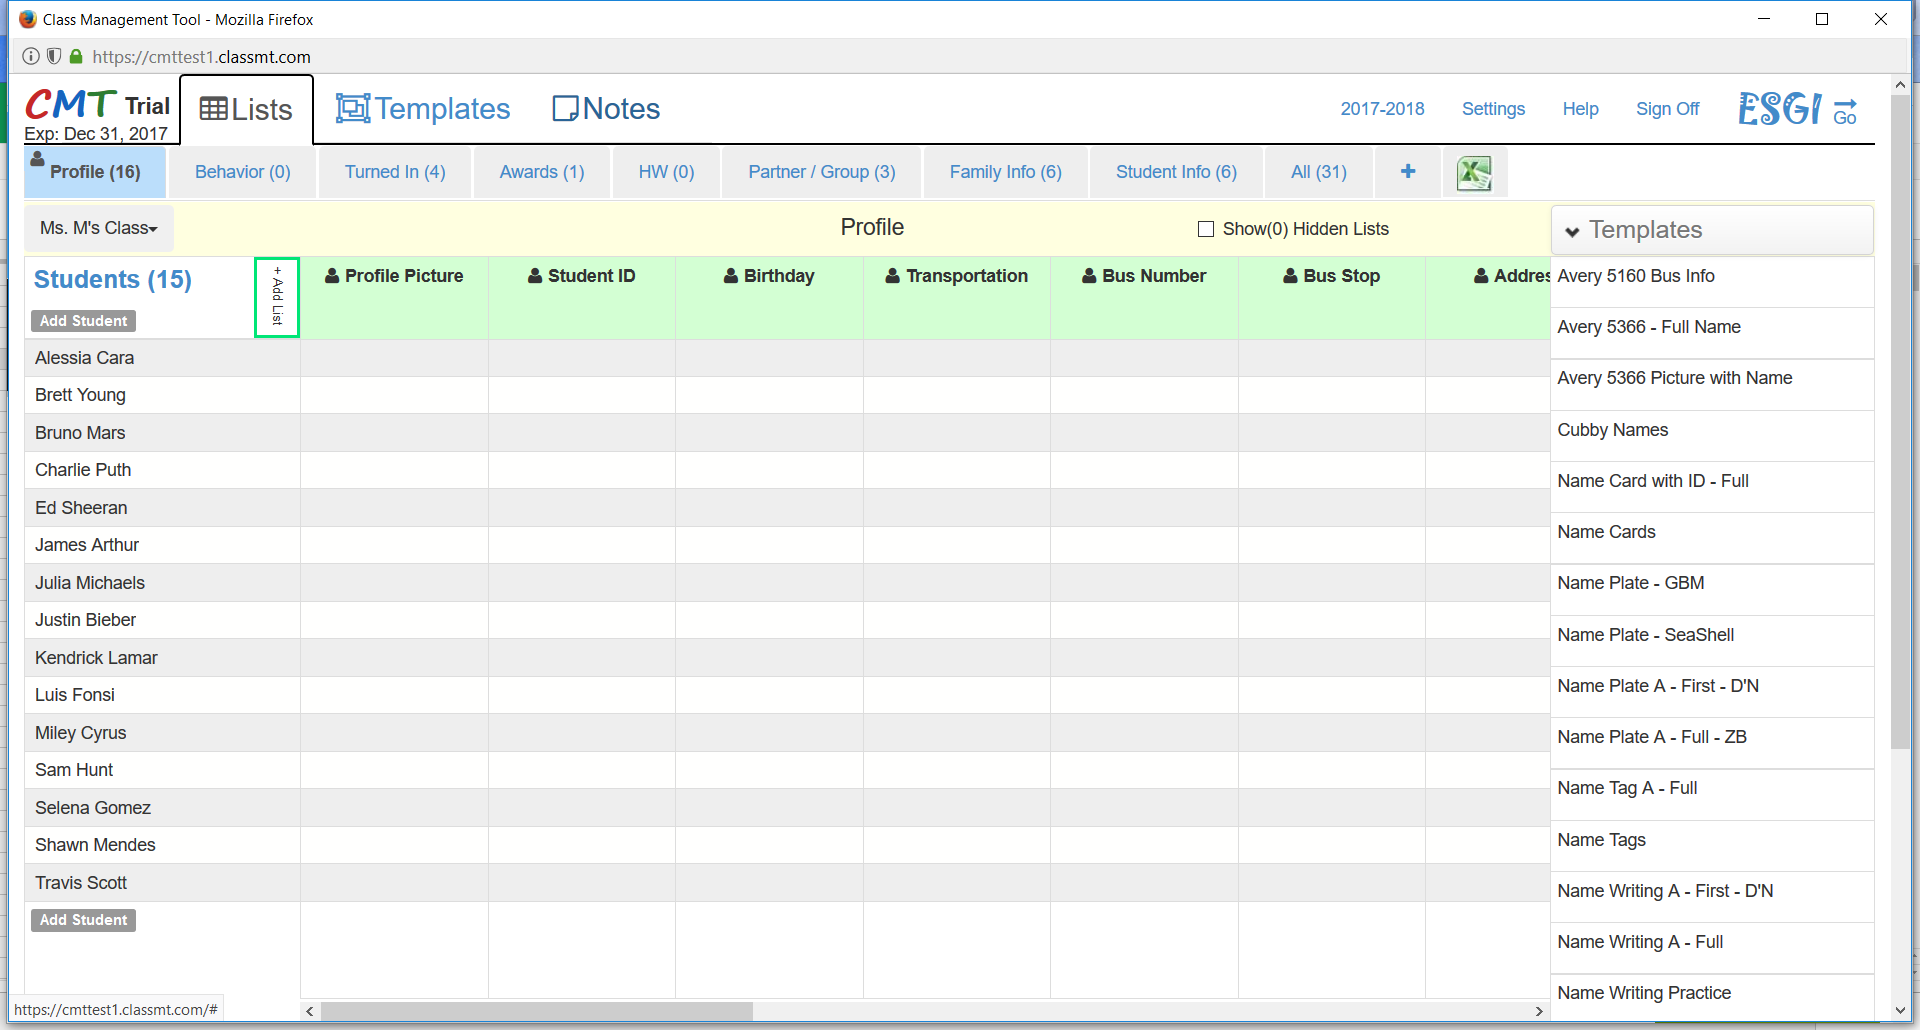 Class Management Tool - Mozilla Firefox
https://cmttest1.classmt.com
CMT Trial
Exp: Dec 31, 2017
Lists
Templates
Notes
2017-2018
Settings
Help
Sign Off
ESGI
Go
Profile (16)
Behavior (0)
Turned In (4)
Awards (1)
HW (0)
Partner / Group (3)
Family Info (6)
Student Info (6)
All (31)
+
Ms. M's Class
Profile
Show(0) Hidden Lists
Templates
Students (15)
Add Student
+ Add List
Profile Picture
Student ID
Birthday
Transportation
Bus Number
Bus Stop
Addres
Alessia Cara
Brett Young
Bruno Mars
Charlie Puth
Ed Sheeran
James Arthur
Julia Michaels
Justin Bieber
Kendrick Lamar
Luis Fonsi
Miley Cyrus
Sam Hunt
Selena Gomez
Shawn Mendes
Travis Scott
Add Student
Avery 5160 Bus Info
Avery 5366 - Full Name
Avery 5366 Picture with Name
Cubby Names
Name Card with ID - Full
Name Cards
Name Plate - GBM
Name Plate - SeaShell
Name Plate A - First - D'N
Name Plate A - Full - ZB
Name Tag A - Full
Name Tags
Name Writing A - First - D'N
Name Writing A - Full
Name Writing Practice
https://cmttest1.classmt.com/#